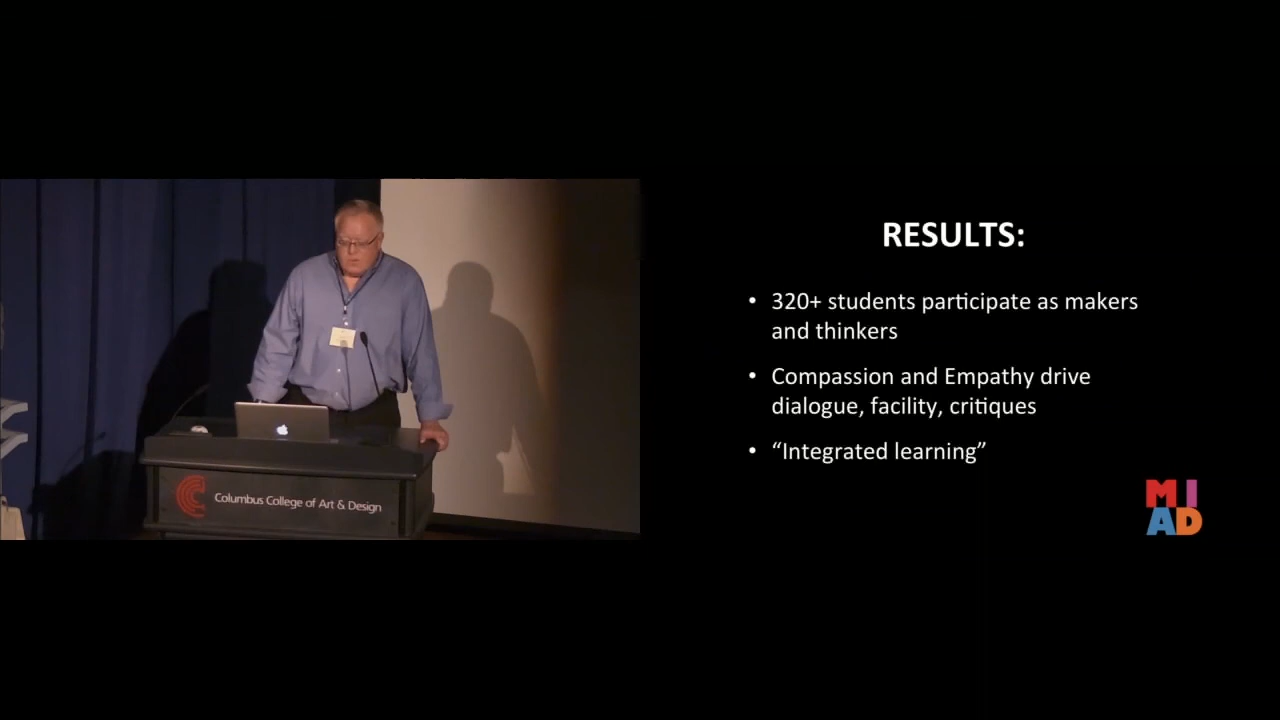 Columbus College of Art & Design
RESULTS:
• 320+ students participate as makers
and thinkers
• Compassion and Empathy drive
dialogue, facility, critiques
• “Integrated learning”
MI
AD